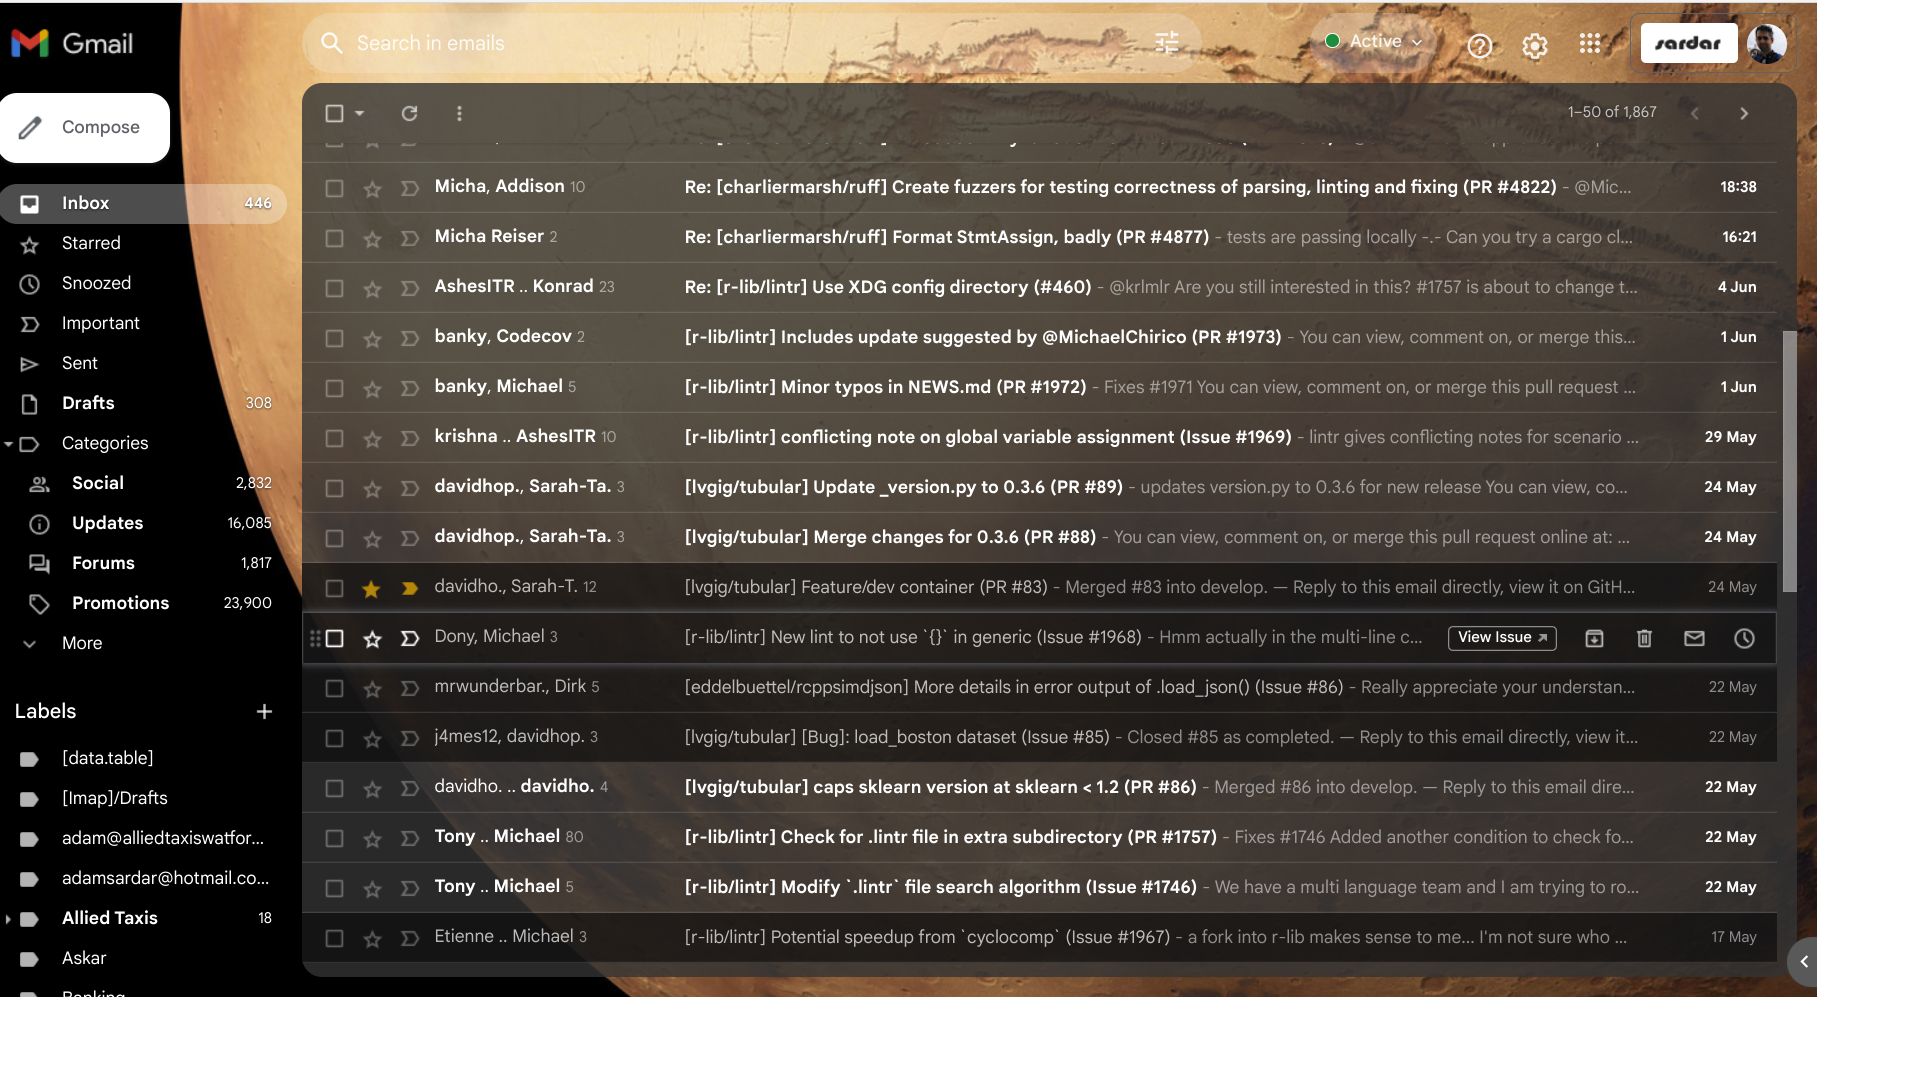 Gmail
Search in emails
Active
sardar
Compose
1–50 of 1,867
Inbox 446
Starred
Snoozed
Important
Sent
Drafts 308
Categories
Social 2,832
Updates 16,085
Forums 1,817
Promotions 23,900
More
Labels
[data.table]
[Imap]/Drafts
adam@alliedtaxiswatfor...
adamsardar@hotmail.co...
Allied Taxis 18
Askar
Banking
Micha, Addison 10 Re: [charliermarsh/ruff] Create fuzzers for testing correctness of parsing, linting and fixing (PR #4822) - @Mic... 18:38
Micha Reiser 2 Re: [charliermarsh/ruff] Format StmtAssign, badly (PR #4877) - tests are passing locally -.- Can you try a cargo cl... 16:21
AshesITR .. Konrad 23 Re: [r-lib/lintr] Use XDG config directory (#460) - @krlmlr Are you still interested in this? #1757 is about to change t... 4 Jun
banky, Codecov 2 [r-lib/lintr] Includes update suggested by @MichaelChirico (PR #1973) - You can view, comment on, or merge this... 1 Jun
banky, Michael 5 [r-lib/lintr] Minor typos in NEWS.md (PR #1972) - Fixes #1971 You can view, comment on, or merge this pull request ... 1 Jun
krishna .. AshesITR 10 [r-lib/lintr] conflicting note on global variable assignment (Issue #1969) - lintr gives conflicting notes for scenario ... 29 May
davidhop., Sarah-Ta. 3 [lvgig/tubular] Update _version.py to 0.3.6 (PR #89) - updates version.py to 0.3.6 for new release You can view, co... 24 May
davidhop., Sarah-Ta. 3 [lvgig/tubular] Merge changes for 0.3.6 (PR #88) - You can view, comment on, or merge this pull request online at: ... 24 May
davidho., Sarah-T. 12 [lvgig/tubular] Feature/dev container (PR #83) - Merged #83 into develop. — Reply to this email directly, view it on GitH... 24 May
Dony, Michael 3 [r-lib/lintr] New lint to not use `{}` in generic (Issue #1968) - Hmm actually in the multi-line c... View Issue
mrwunderbar., Dirk 5 [eddelbuettel/rcppsimdjson] More details in error output of .load_json() (Issue #86) - Really appreciate your understan... 22 May
j4mes12, davidhop. 3 [lvgig/tubular] [Bug]: load_boston dataset (Issue #85) - Closed #85 as completed. — Reply to this email directly, view it... 22 May
davidho. .. davidho. 4 [lvgig/tubular] caps sklearn version at sklearn < 1.2 (PR #86) - Merged #86 into develop. — Reply to this email dire... 22 May
Tony .. Michael 80 [r-lib/lintr] Check for .lintr file in extra subdirectory (PR #1757) - Fixes #1746 Added another condition to check fo... 22 May
Tony .. Michael 5 [r-lib/lintr] Modify `.lintr` file search algorithm (Issue #1746) - We have a multi language team and I am trying to ro... 22 May
Etienne .. Michael 3 [r-lib/lintr] Potential speedup from `cyclocomp` (Issue #1967) - a fork into r-lib makes sense to me... I'm not sure who ... 17 May